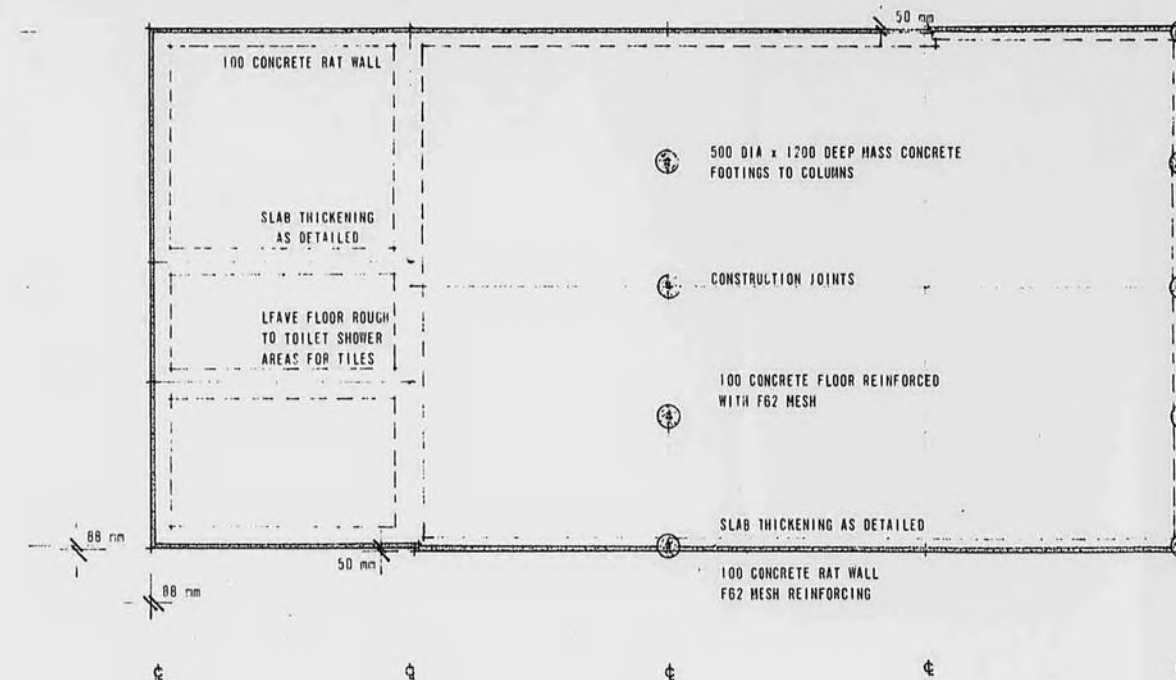 50 mm
100 CONCRETE RAT WALL
500 DIA x 1200 DEEP MASS CONCRETE
FOOTINGS TO COLUMNS
SLAB THICKENING
AS DETAILED
CONSTRUCTION JOINTS
LEAVE FLOOR ROUGH
TO TOILET SHOWER
AREAS FOR TILES
100 CONCRETE FLOOR REINFORCED
WITH F62 MESH
SLAB THICKENING AS DETAILED
88 mm
50 mm
100 CONCRETE RAT WALL
F62 MESH REINFORCING
88 mm